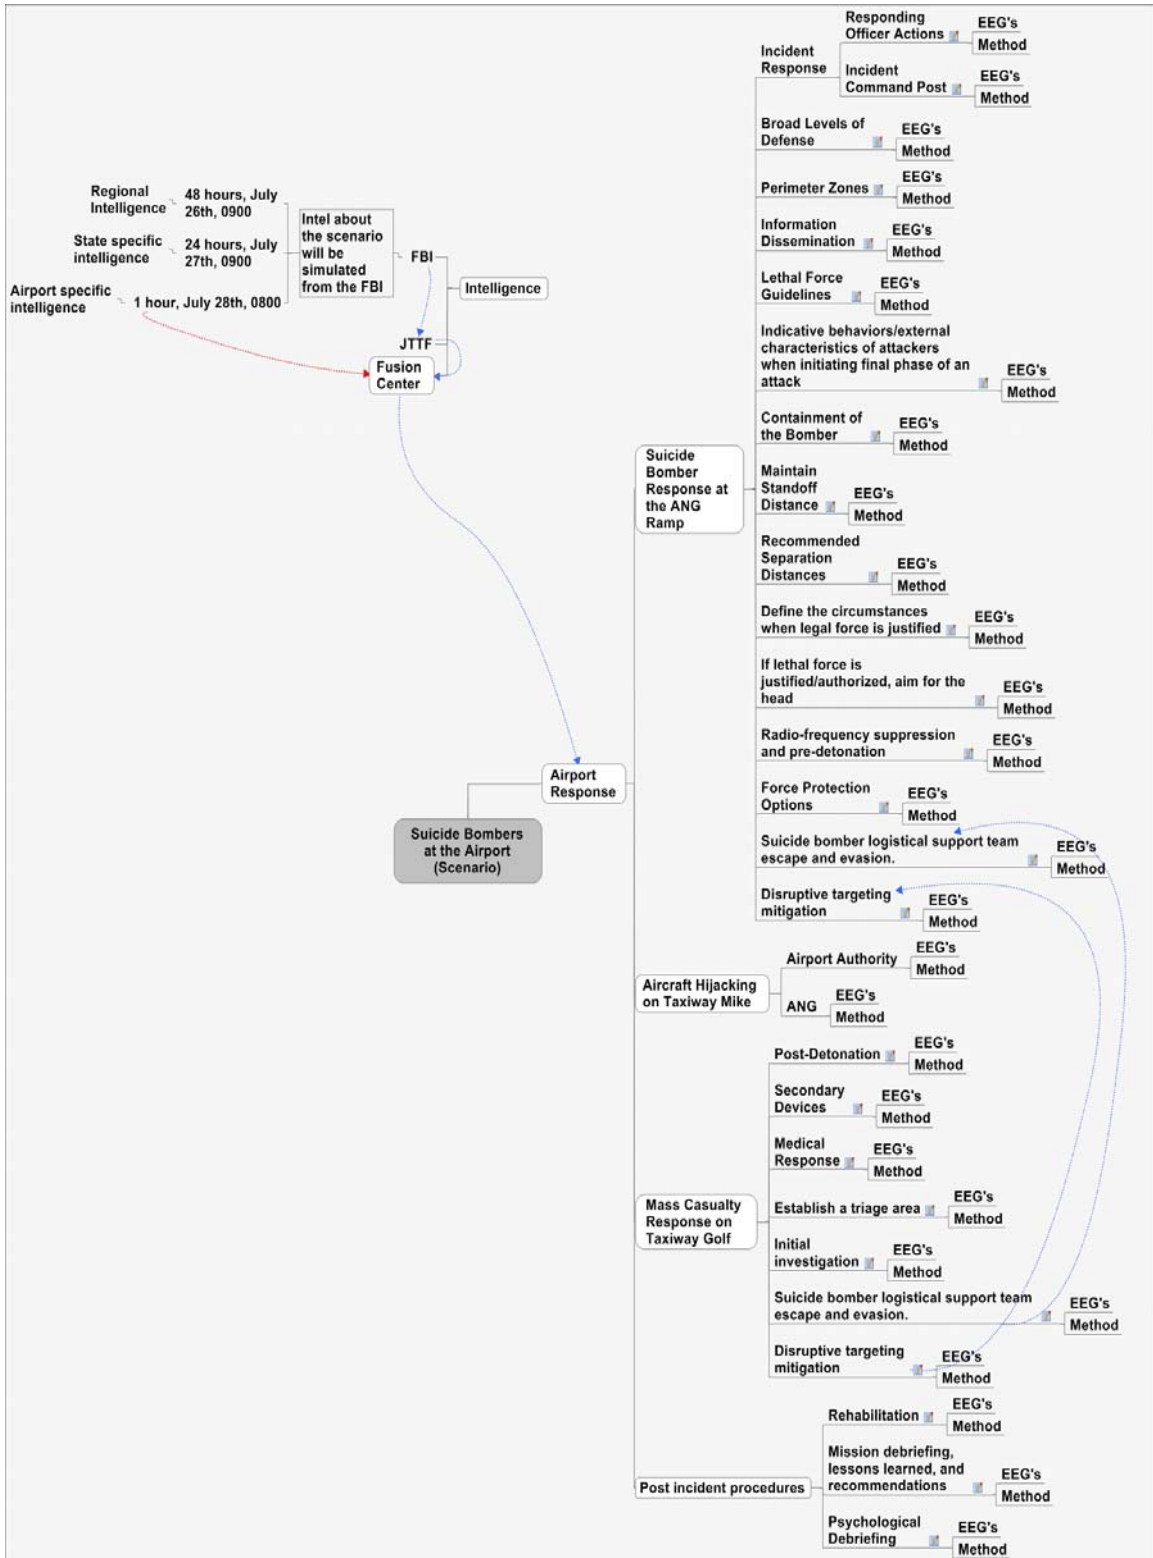 Regional
Intelligence
48 hours, July
26th, 0900
State specific
intelligence
24 hours, July
27th, 0900
Airport specific
intelligence
1 hour, July 28th, 0800
Intel about
the scenario
will be
simulated
from the FBI
FBI
Intelligence
JTTF
Fusion
Center
Suicide Bombers
at the Airport
(Scenario)
Airport
Response
Suicide
Bomber
Response at
the ANG
Ramp
Incident
Response
Responding
Officer Actions
EEG's
Method
Incident
Command Post
EEG's
Method
Broad Levels of
Defense
EEG's
Method
Perimeter Zones
EEG's
Method
Information
Dissemination
EEG's
Method
Lethal Force
Guidelines
EEG's
Method
Indicative behaviors/external
characteristics of attackers
when initiating final phase of an
attack
EEG's
Method
Containment of
the Bomber
EEG's
Method
Maintain
Standoff
Distance
EEG's
Method
Recommended
Separation
Distances
EEG's
Method
Define the circumstances
when legal force is justified
EEG's
Method
If lethal force is
justified/authorized, aim for the
head
EEG's
Method
Radio-frequency suppression
and pre-detonation
EEG's
Method
Force Protection
Options
EEG's
Method
Suicide bomber logistical support team
escape and evasion.
EEG's
Method
Disruptive targeting
mitigation
EEG's
Method
Aircraft Hijacking
on Taxiway Mike
Airport Authority
EEG's
Method
ANG
EEG's
Method
Mass Casualty
Response on
Taxiway Golf
Post-Detonation
EEG's
Method
Secondary
Devices
EEG's
Method
Medical
Response
EEG's
Method
Establish a triage area
EEG's
Method
Initial
investigation
EEG's
Method
Suicide bomber logistical support team
escape and evasion.
EEG's
Method
Disruptive targeting
mitigation
EEG's
Method
Post incident procedures
Rehabilitation
EEG's
Method
Mission debriefing,
lessons learned, and
recommendations
EEG's
Method
Psychological
Debriefing
EEG's
Method